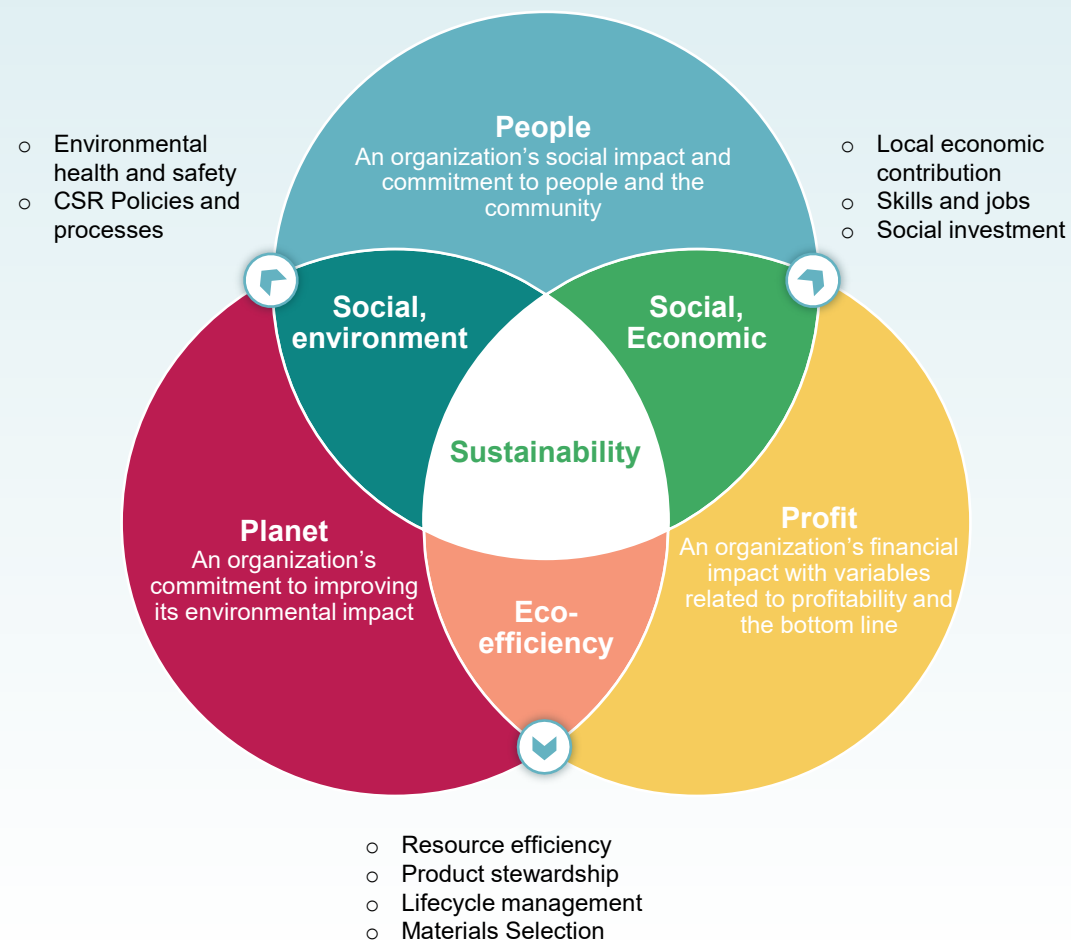 People
An organization’s social impact and
commitment to people and the
community
○ Environmental
health and safety
○ CSR Policies and
processes
○ Local economic
contribution
○ Skills and jobs
○ Social investment
Social,
environment
Social,
Economic
Sustainability
Planet
An organization’s
commitment to improving
its environmental impact
Profit
An organization’s financial
impact with variables
related to profitability and
the bottom line
Eco-
efficiency
○ Resource efficiency
○ Product stewardship
○ Lifecycle management
○ Materials Selection